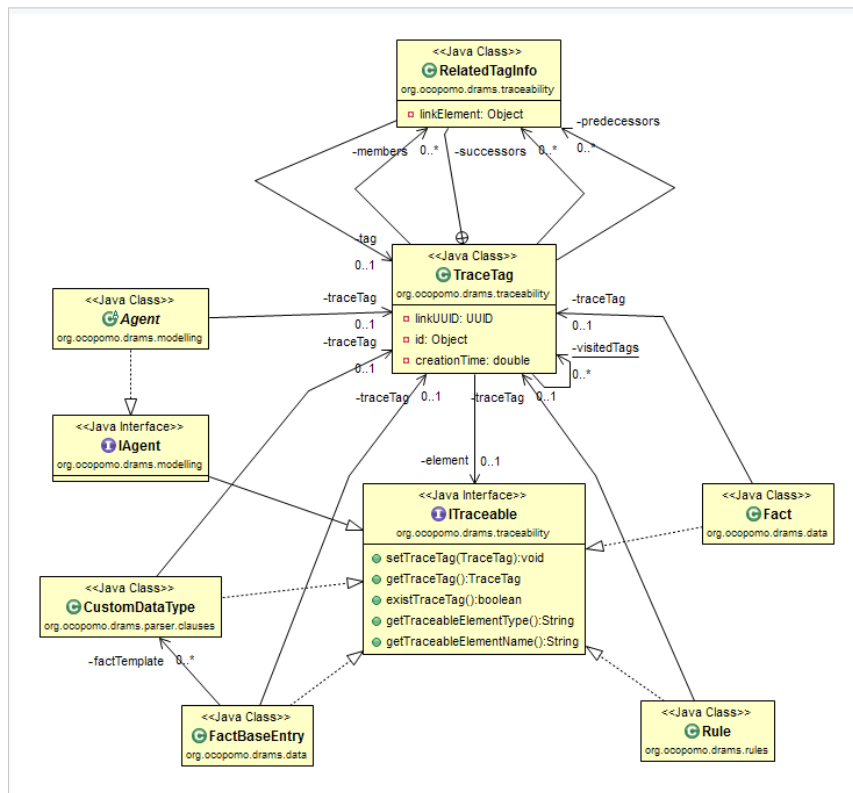 <<Java Class>>
RelatedTagInfo
org.ocopomo.drams.traceability
linkElement: Object
-predecessors
-members 0..* -successors 0..* 0..*
-tag
0..1
<<Java Class>>
TraceTag
org.ocopomo.drams.traceability
linkUUID: UUID
id: Object
creationTime: double
<<Java Class>>
Agent
org.ocopomo.drams.modelling
-traceTag
0..1
-traceTag
0..1
-traceTag
0..1
-visitedTags
0..*
-traceTag 0..1
-traceTag 0..1
<<Java Interface>>
IAgent
org.ocopomo.drams.modelling
-element 0..1
<<Java Interface>>
ITraceable
org.ocopomo.drams.traceability
setTraceTag(TraceTag):void
getTraceTag():TraceTag
existTraceTag():boolean
getTraceableElementType():String
getTraceableElementName():String
<<Java Class>>
Fact
org.ocopomo.drams.data
<<Java Class>>
CustomDataType
org.ocopomo.drams.parser.clauses
-factTemplate 0..*
<<Java Class>>
FactBaseEntry
org.ocopomo.drams.data
<<Java Class>>
Rule
org.ocopomo.drams.rules